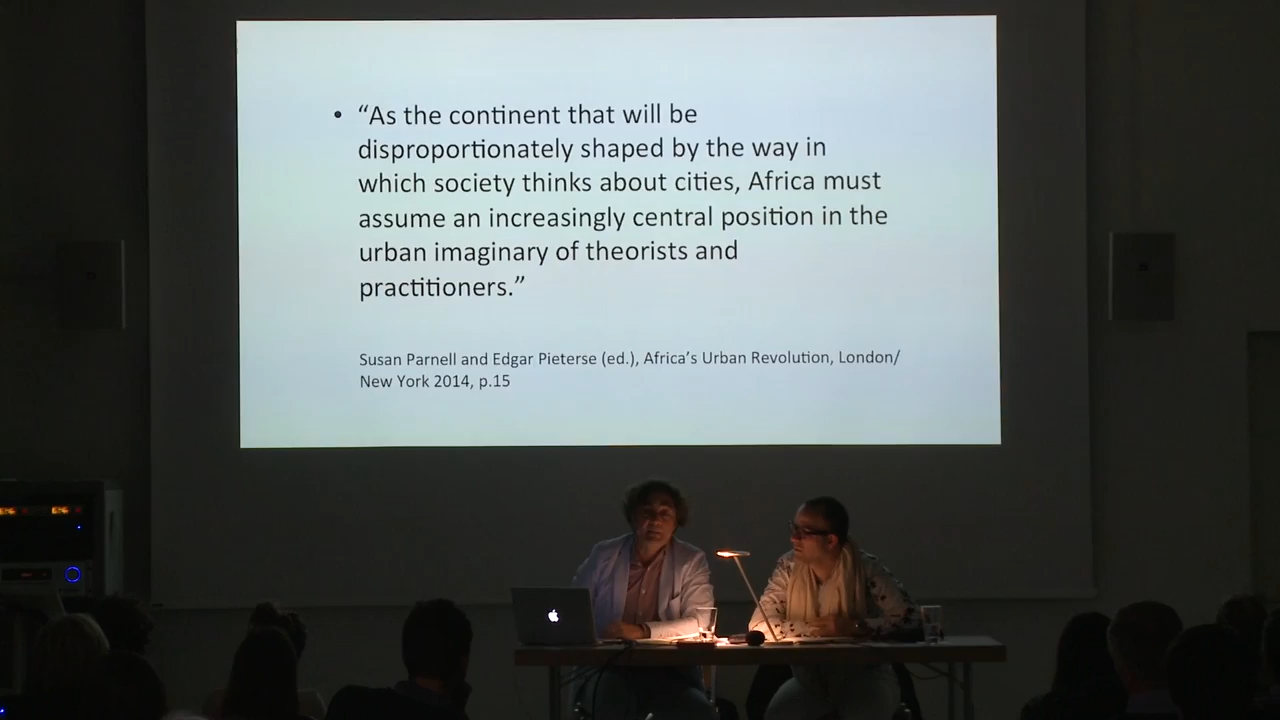 • “As the continent that will be
disproportionately shaped by the way in
which society thinks about cities, Africa must
assume an increasingly central position in the
urban imaginary of theorists and
practitioners.”
Susan Parnell and Edgar Pieterse (ed.), Africa’s Urban Revolution, London/
New York 2014, p.15